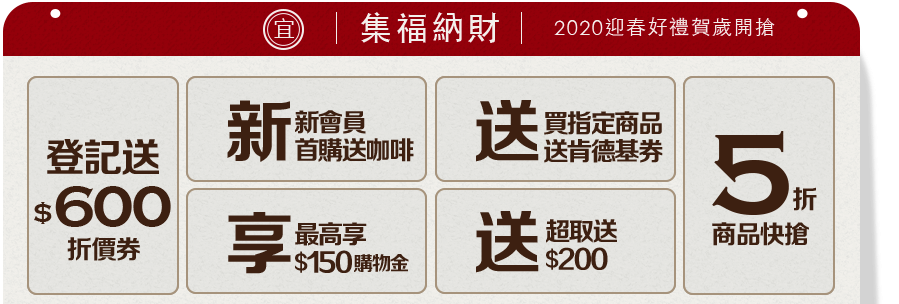 宜 集福納財 2020迎春好禮賀歲開搶
登記送
$600
折價券
新 新會員
首購送咖啡
享 最高享
$150購物金
送 買指定商品
送肯德基券
送 超取送
$200
5折
商品快搶